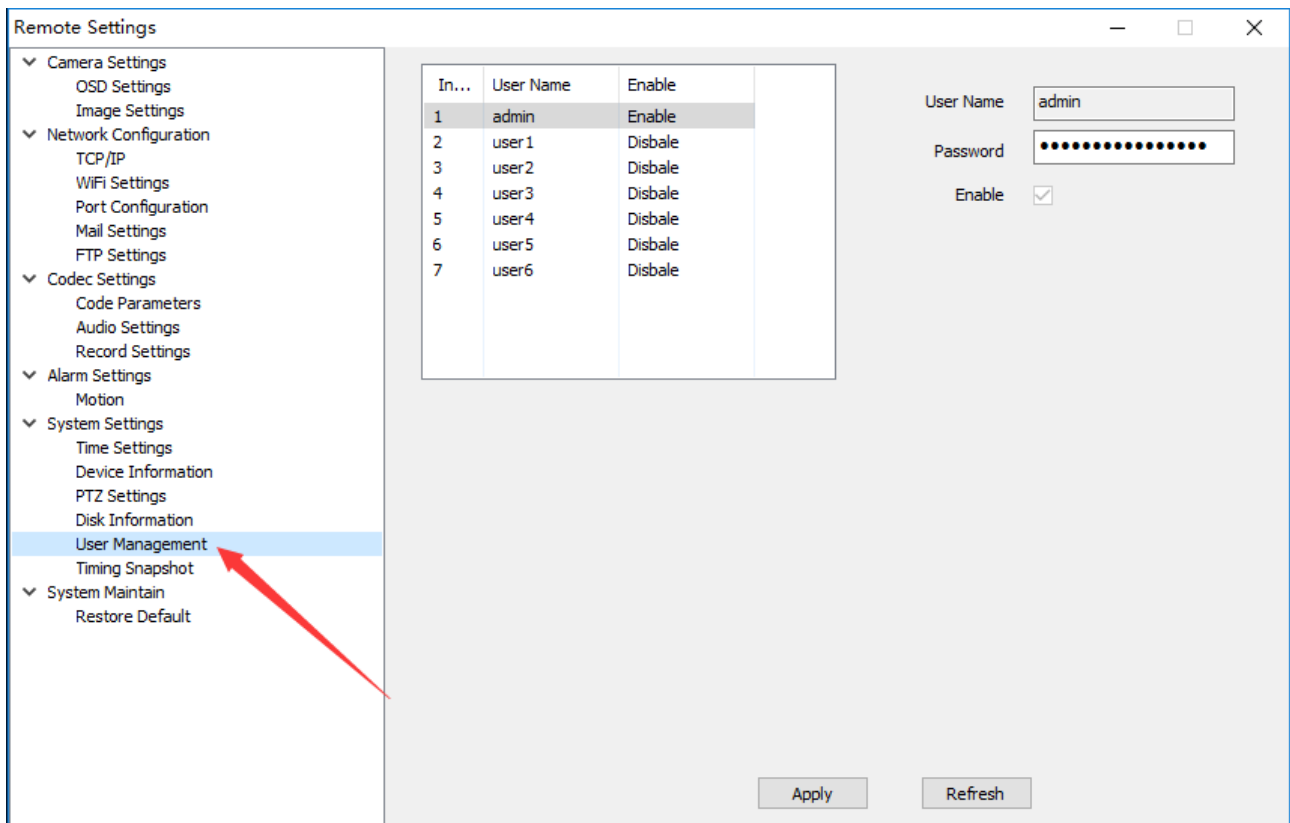 Remote Settings
Camera Settings
OSD Settings
Image Settings
Network Configuration
TCP/IP
WiFi Settings
Port Configuration
Mail Settings
FTP Settings
Codec Settings
Code Parameters
Audio Settings
Record Settings
Alarm Settings
Motion
System Settings
Time Settings
Device Information
PTZ Settings
Disk Information
User Management
Timing Snapshot
System Maintain
Restore Default
In... User Name Enable
1 admin Enable
2 user1 Disbale
3 user2 Disbale
4 user3 Disbale
5 user4 Disbale
6 user5 Disbale
7 user6 Disbale
User Name admin
Password ••••••••••••••••
Enable
Apply Refresh